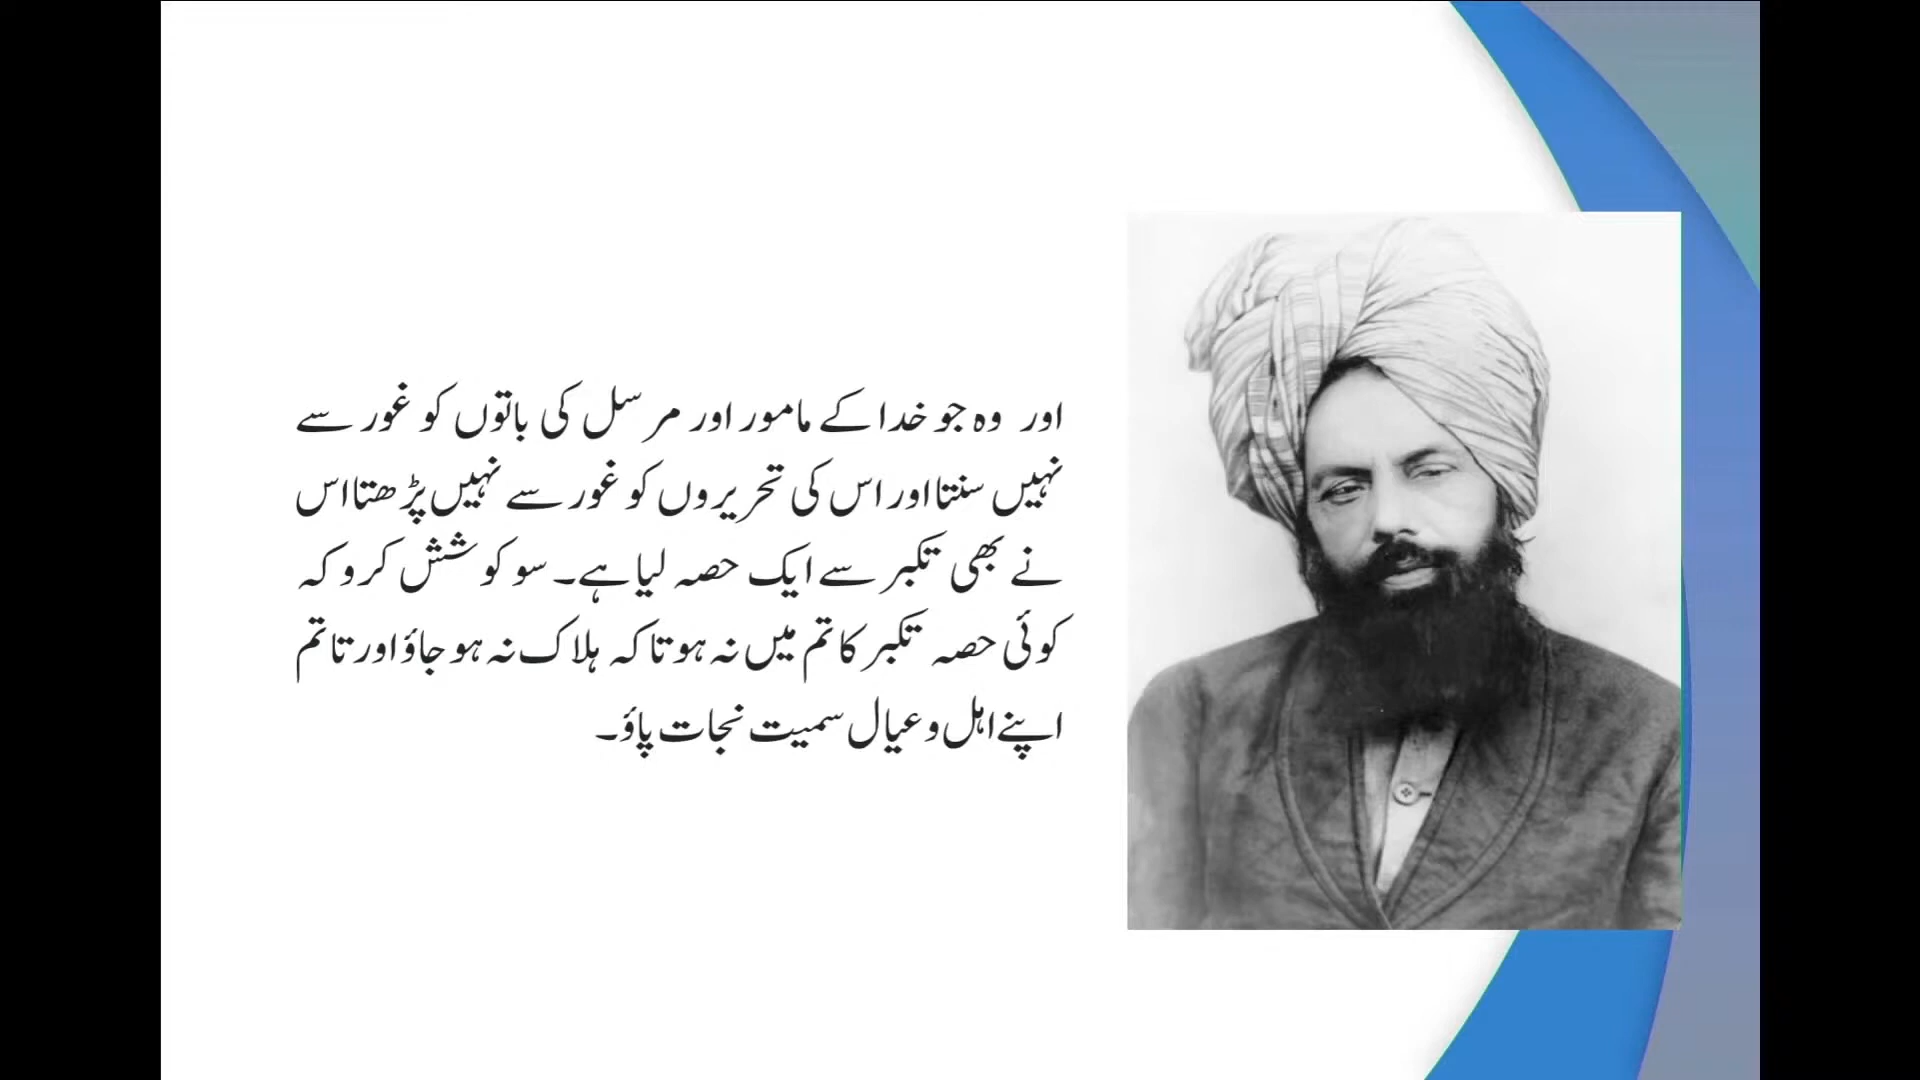 اور وہ جو خدا کے مامور اور مرسل کی باتوں کو غور سے
نہیں سنتا اور اس کی تحریروں کو غور سے نہیں پڑھتا اس
نے بھی تکبر سے ایک حصہ لیا ہے۔ سو کوشش کرو کہ
کوئی حصہ تکبر کا تم میں نہ ہو تاکہ ہلاک نہ ہو جاؤ اور تا تم
اپنے اہل و عیال سمیت نجات پاؤ۔